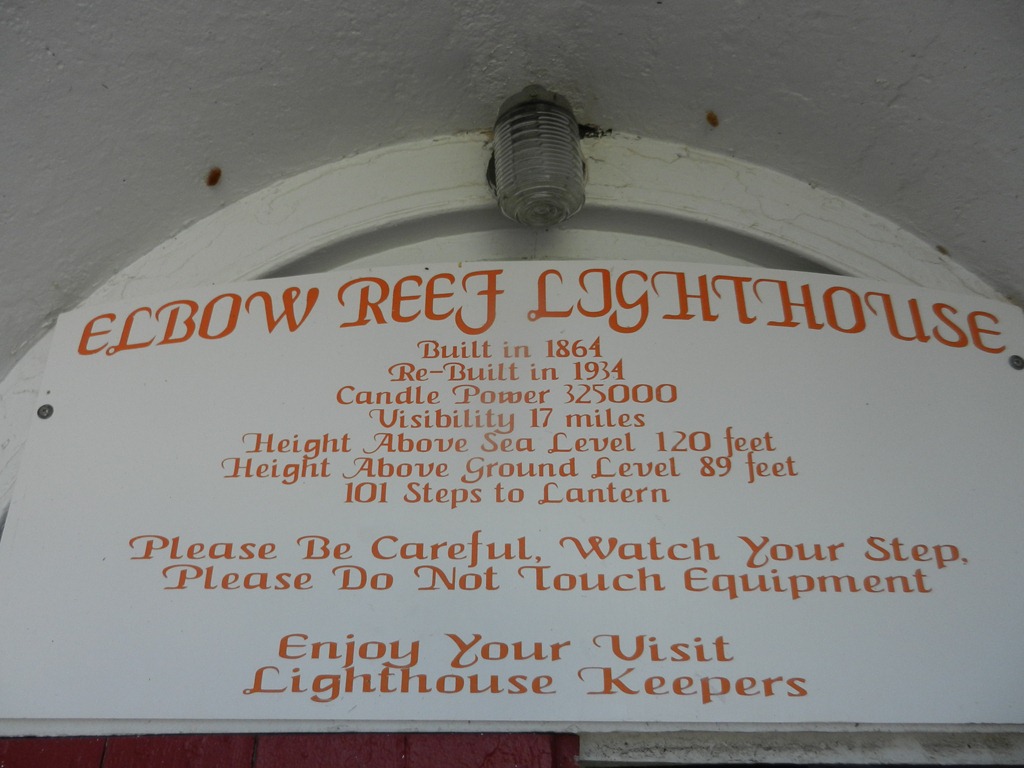 ELBOW REEF LIGHTHOUSE
Built in 1864
Re-Built in 1934
Candle Power 325000
Visibility 17 miles
Height Above Sea Level 120 feet
Height Above Ground Level 89 feet
101 Steps to Lantern
Please Be Careful, Watch Your Step,
Please Do Not Touch Equipment
Enjoy Your Visit
Lighthouse Keepers